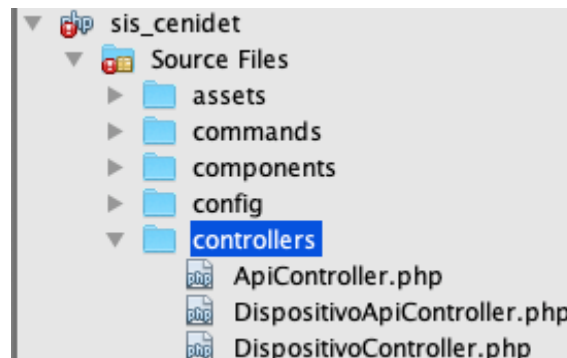 sis_cenidet
Source Files
assets
commands
components
config
controllers
ApiController.php
DispositivoApiController.php
DispositivoController.php